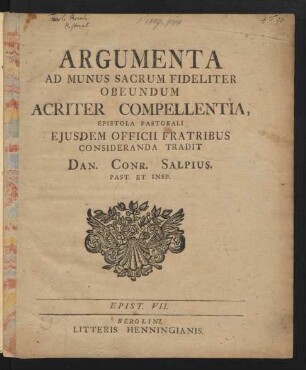 ARGUMENTA
AD MUNUS SACRUM FIDELITER
OBEUNDUM
ACRITER COMPELLENTIA,
EPISTOLA PASTORALI
EJUSDEM OFFICII FRATRIBUS
CONSIDERANDA TRADIT
DAN. CONR. SALPIUS.
PAST. ET INSP.
EPIST. VII.
BEROLINI,
LITTERIS HENNINGIANIS.